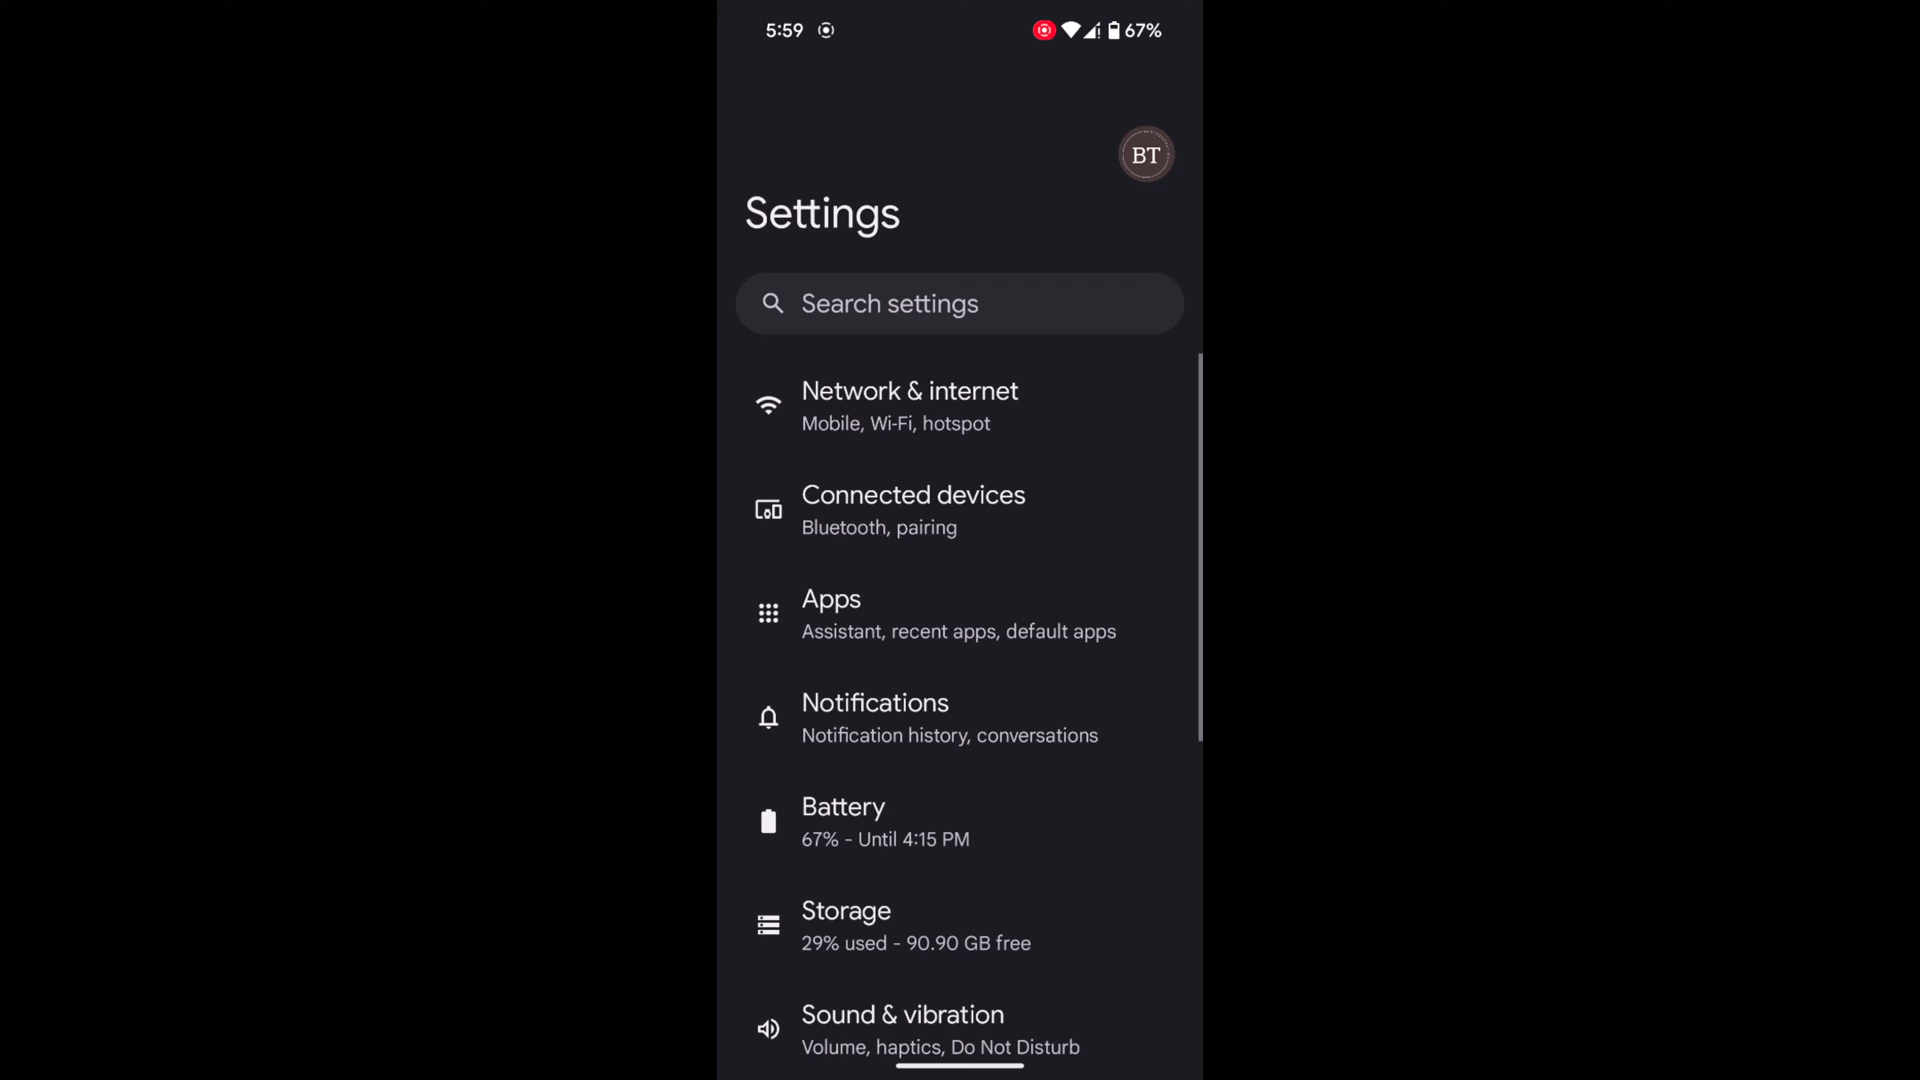 5:59
67%
BT
Settings
Search settings
Network & internet
Mobile, Wi-Fi, hotspot
Connected devices
Bluetooth, pairing
Apps
Assistant, recent apps, default apps
Notifications
Notification history, conversations
Battery
67% - Until 4:15 PM
Storage
29% used - 90.90 GB free
Sound & vibration
Volume, haptics, Do Not Disturb